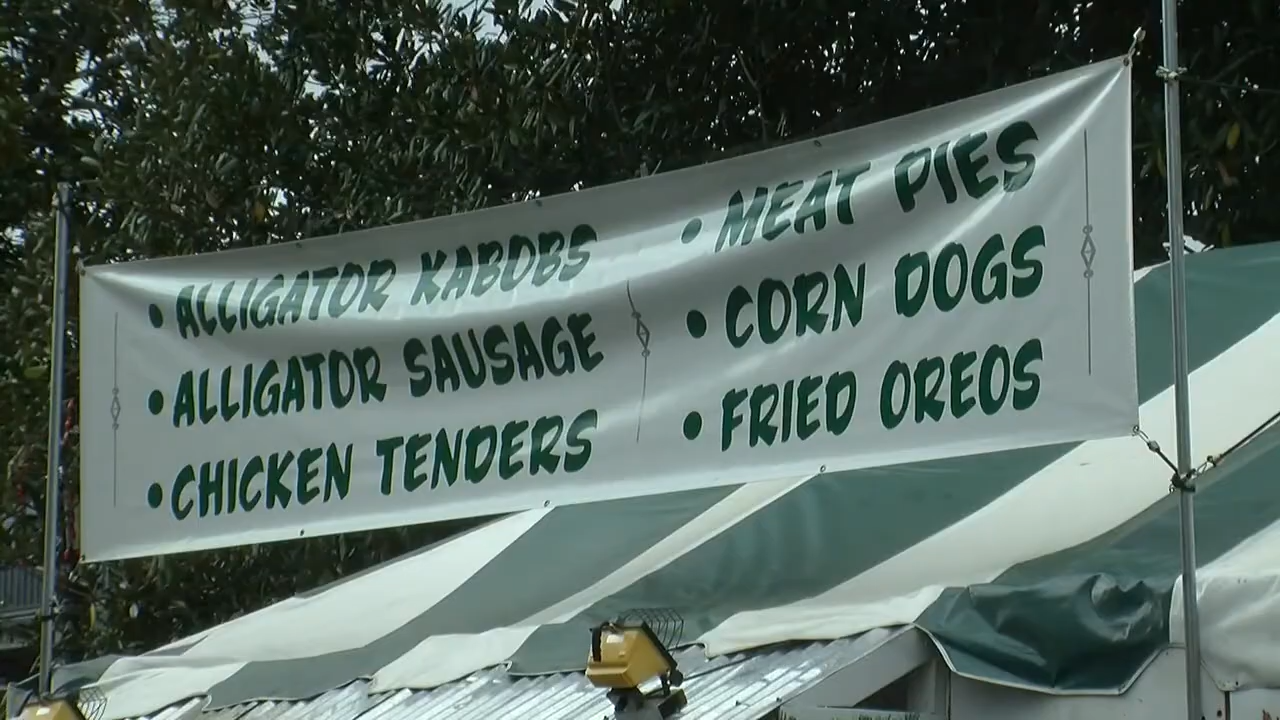 • ALLIGATOR KABOBS
• ALLIGATOR SAUSAGE
• CHICKEN TENDERS
• MEAT PIES
• CORN DOGS
• FRIED OREOS